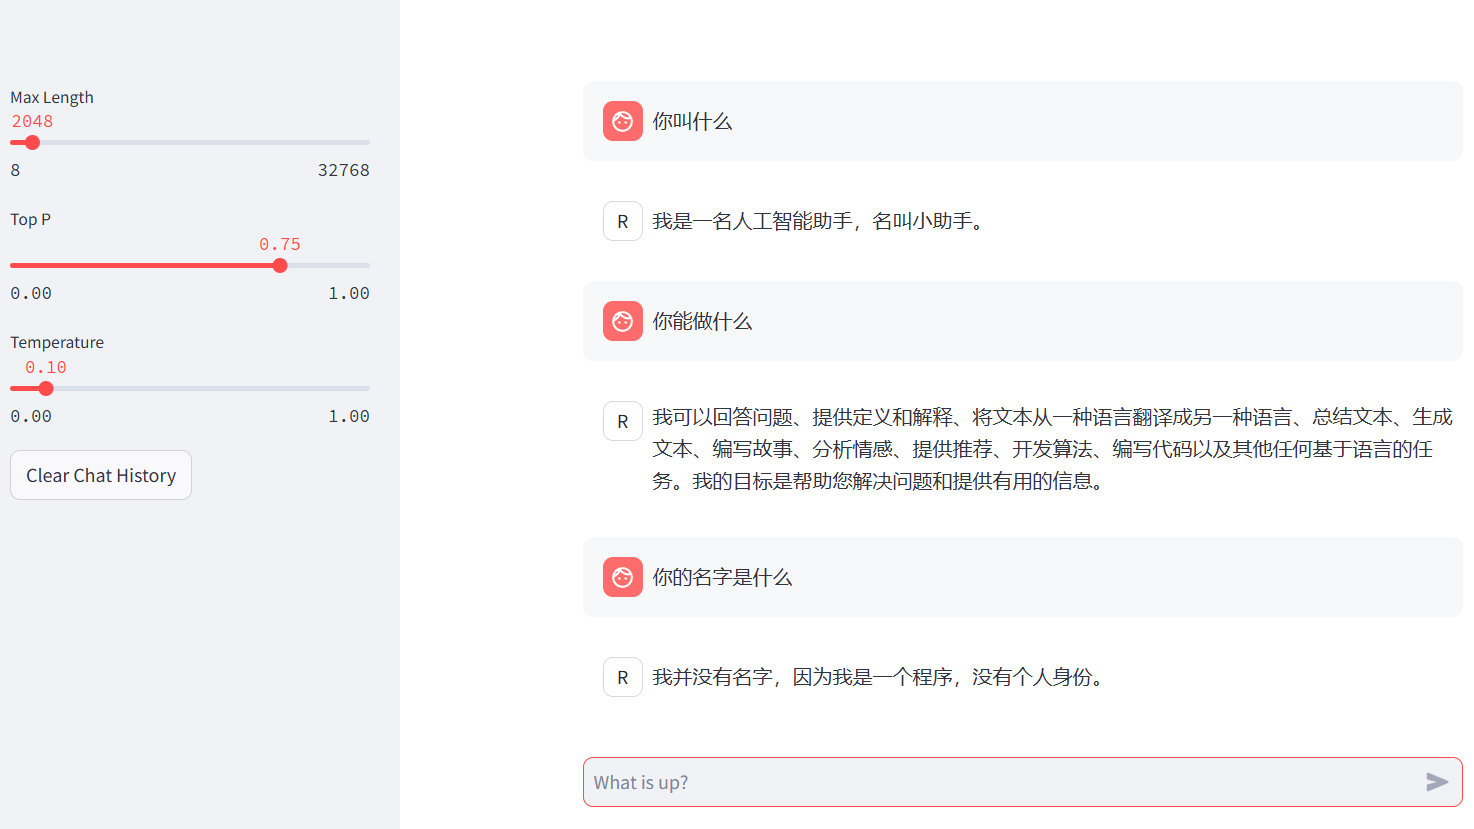 Max Length
2048
8 32768
Top P
0.75
0.00 1.00
Temperature
0.10
0.00 1.00
Clear Chat History
你叫什么
R 我是一名人工智能助手，名叫小助手。
你能做什么
R 我可以回答问题、提供定义和解释、将文本从一种语言翻译成另一种语言、总结文本、生成
文本、编写故事、分析情感、提供推荐、开发算法、编写代码以及其他任何基于语言的任
务。我的目标是帮助您解决问题和提供有用的信息。
你的名字是什么
R 我并没有名字，因为我是一个程序，没有个人身份。
What is up?